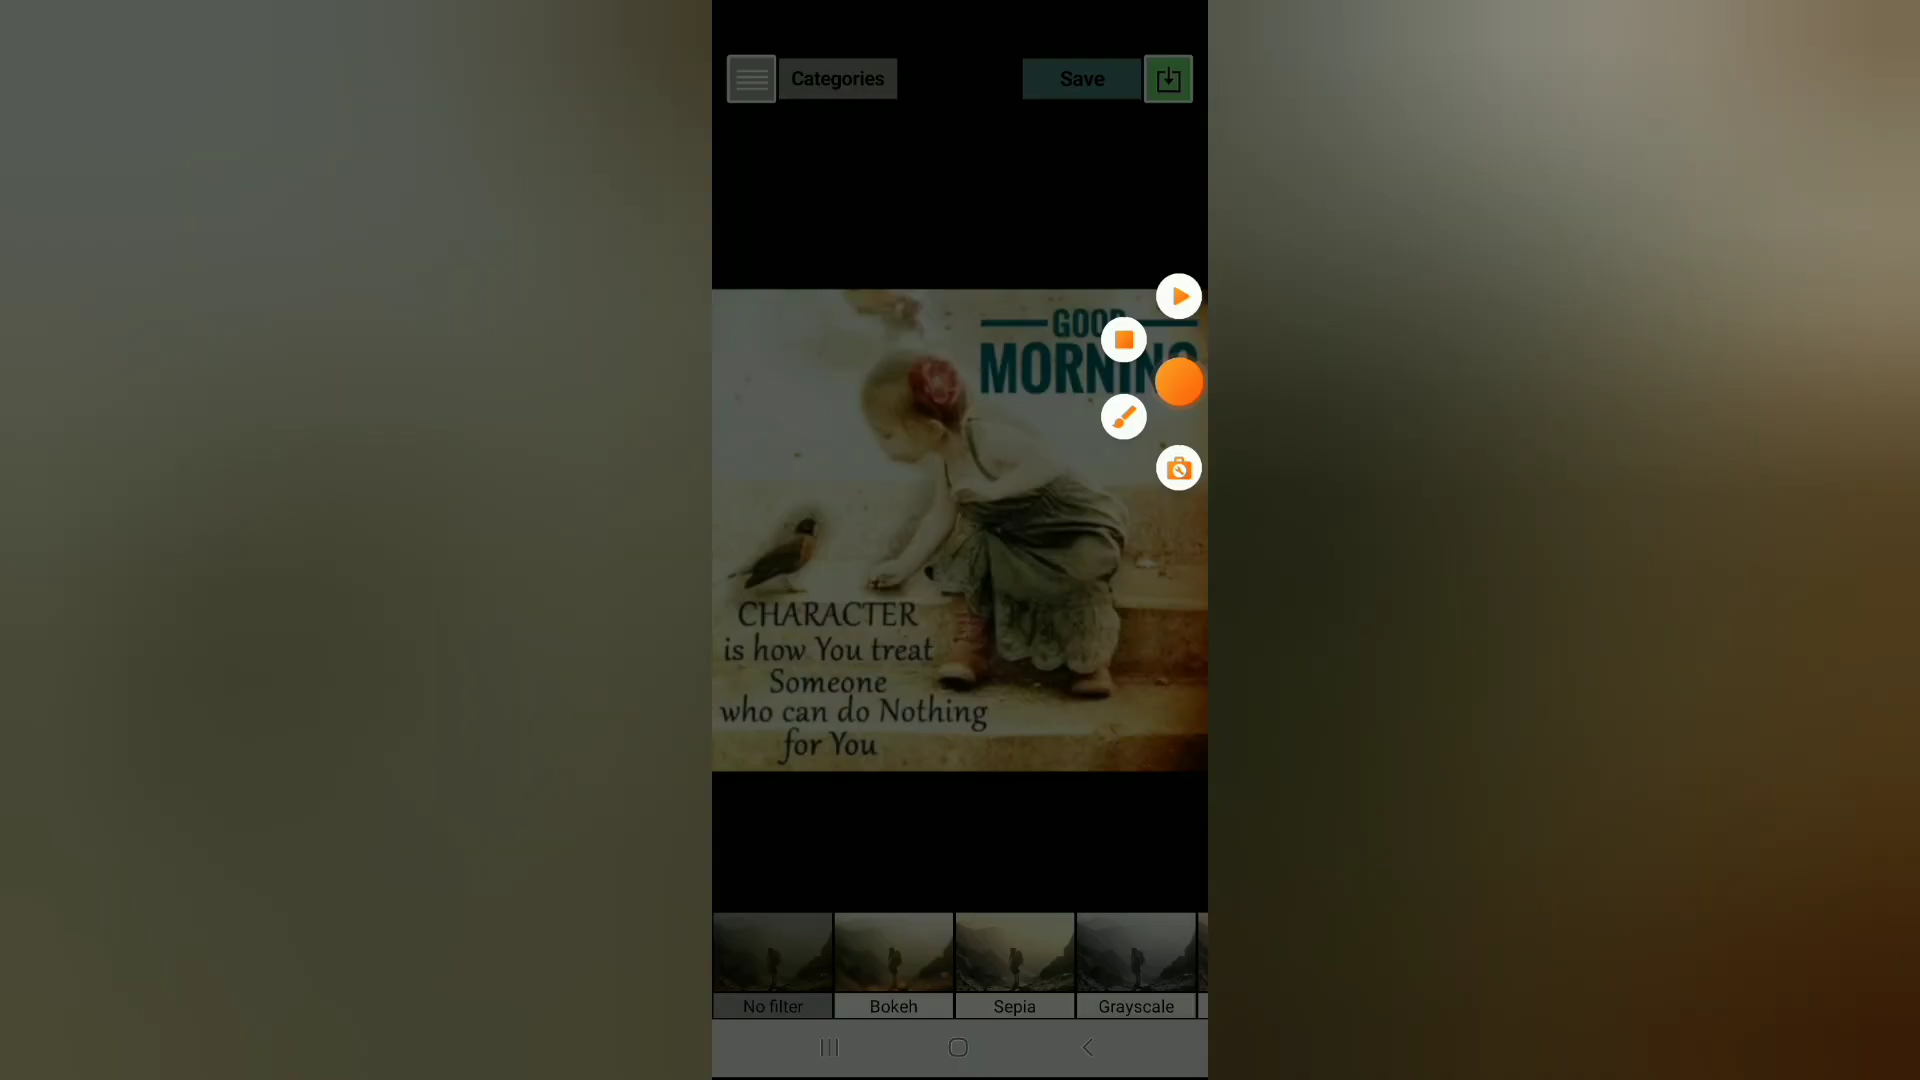 Categories
Save
GOOD
MORNING
CHARACTER
is how You treat
Someone
who can do Nothing
for You
No filter
Bokeh
Sepia
Grayscale